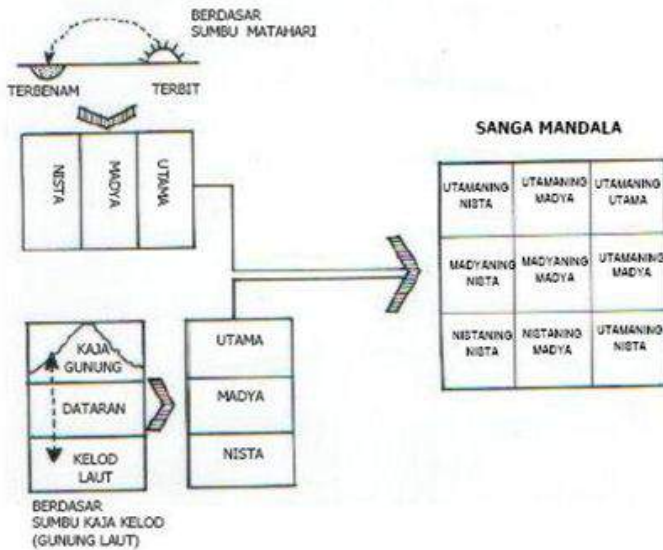 BERDASAR
SUMBU MATAHARI
TERBENAM
TERBIT
NISTA
MADYA
UTAMA
SANGA MANDALA
UTAMANING
NISTA
UTAMANING
MADYA
UTAMANING
UTAMA
MADYANING
NISTA
MADYANING
MADYA
UTAMANING
MADYA
NISTANING
NISTA
NISTANING
MADYA
UTAMANING
NISTA
KAJA
GUNUNG
DATARAN
KELOD
LAUT
UTAMA
MADYA
NISTA
BERDASAR
SUMBU KAJA KELOD
(GUNUNG LAUT)